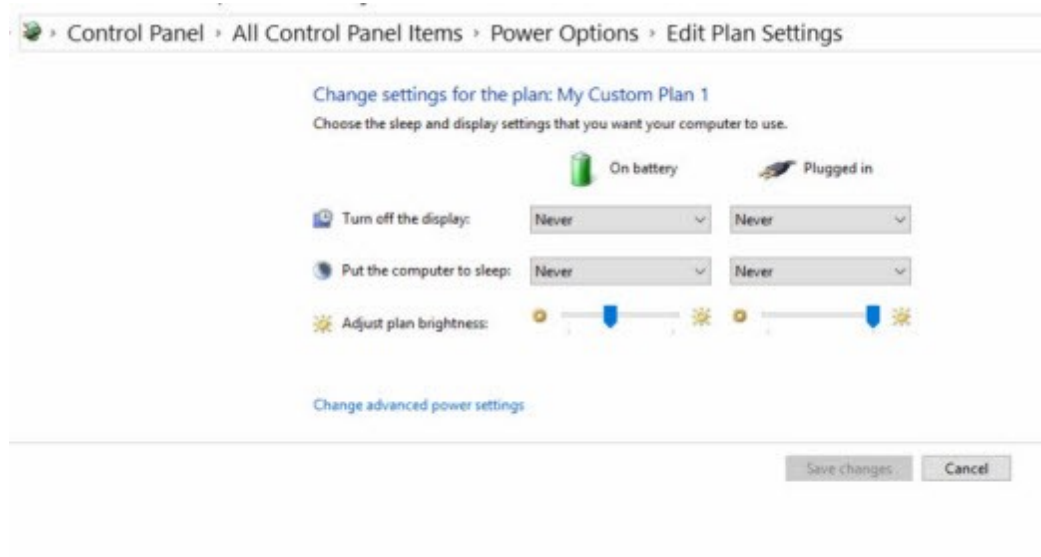 Control Panel › All Control Panel Items › Power Options › Edit Plan Settings
Change settings for the plan: My Custom Plan 1
Choose the sleep and display settings that you want your computer to use.
On battery Plugged in
Turn off the display: Never Never
Put the computer to sleep: Never Never
Adjust plan brightness:
Change advanced power settings
Save changes Cancel